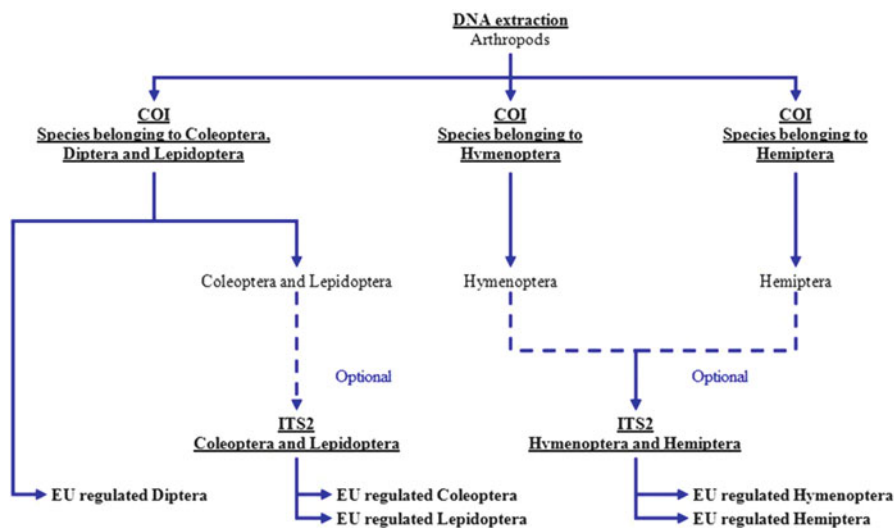 DNA extraction
Arthropods
COI
Species belonging to Coleoptera,
Diptera and Lepidoptera
COI
Species belonging to
Hymenoptera
COI
Species belonging to
Hemiptera
Coleoptera and Lepidoptera
Hymenoptera
Hemiptera
Optional
Optional
ITS2
Coleoptera and Lepidoptera
ITS2
Hymenoptera and Hemiptera
EU regulated Diptera
EU regulated Coleoptera
EU regulated Lepidoptera
EU regulated Hymenoptera
EU regulated Hemiptera